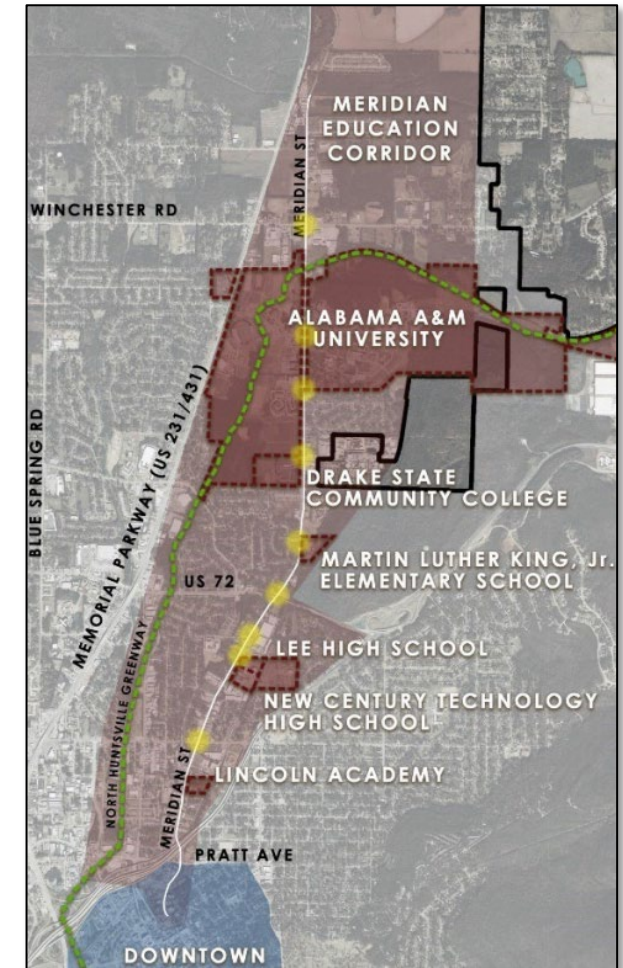 MERIDIAN
EDUCATION
CORRIDOR
MERIDIAN ST
WINCHESTER RD
ALABAMA A&M
UNIVERSITY
MEMORIAL PARKWAY (US 231/431)
BLUE SPRING RD
DRAKE STATE
COMMUNITY COLLEGE
MARTIN LUTHER KING, Jr.
ELEMENTARY SCHOOL
US 72
LEE HIGH SCHOOL
NEW CENTURY TECHNOLOGY
HIGH SCHOOL
NORTH HUNTSVILLE GREENWAY
MERIDIAN ST
LINCOLN ACADEMY
PRATT AVE
DOWNTOWN